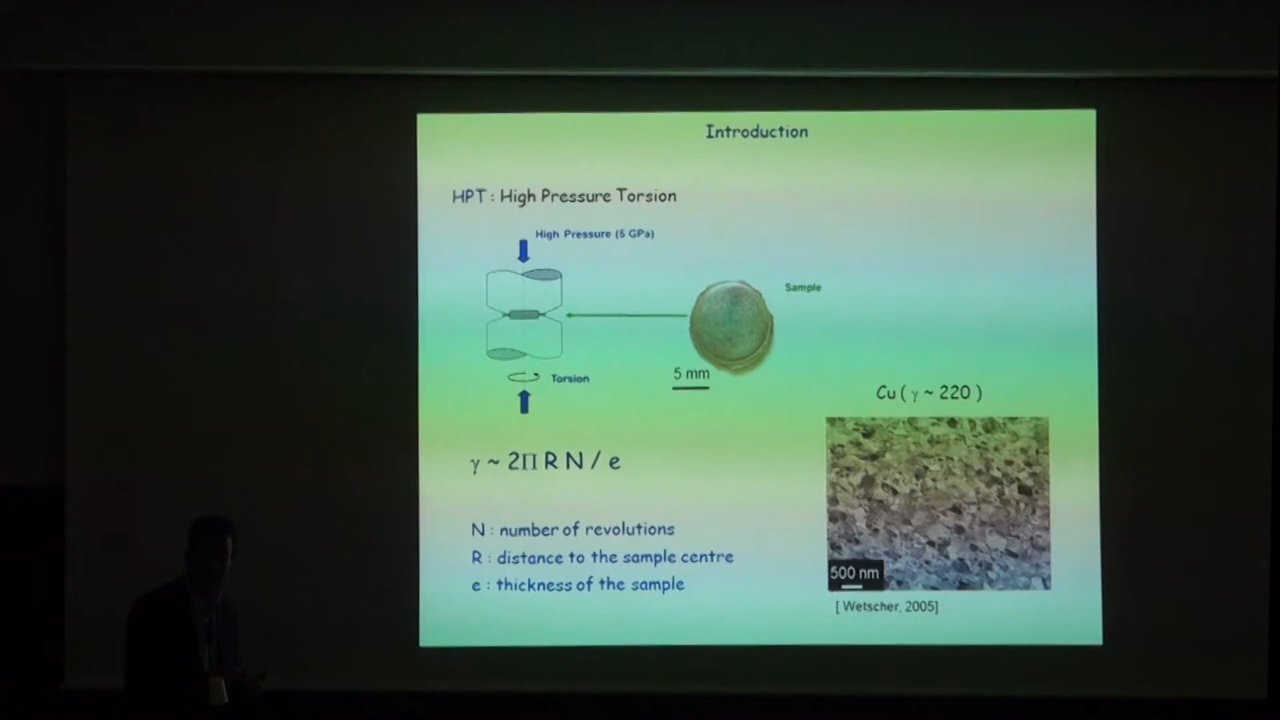 Introduction
HPT : High Pressure Torsion
High Pressure (5 GPa)
Sample
5 mm
Torsion
Cu ( γ ~ 220 )
γ ~ 2Π R N / e
N : number of revolutions
R : distance to the sample centre
e : thickness of the sample
500 nm
[ Wetscher, 2005]